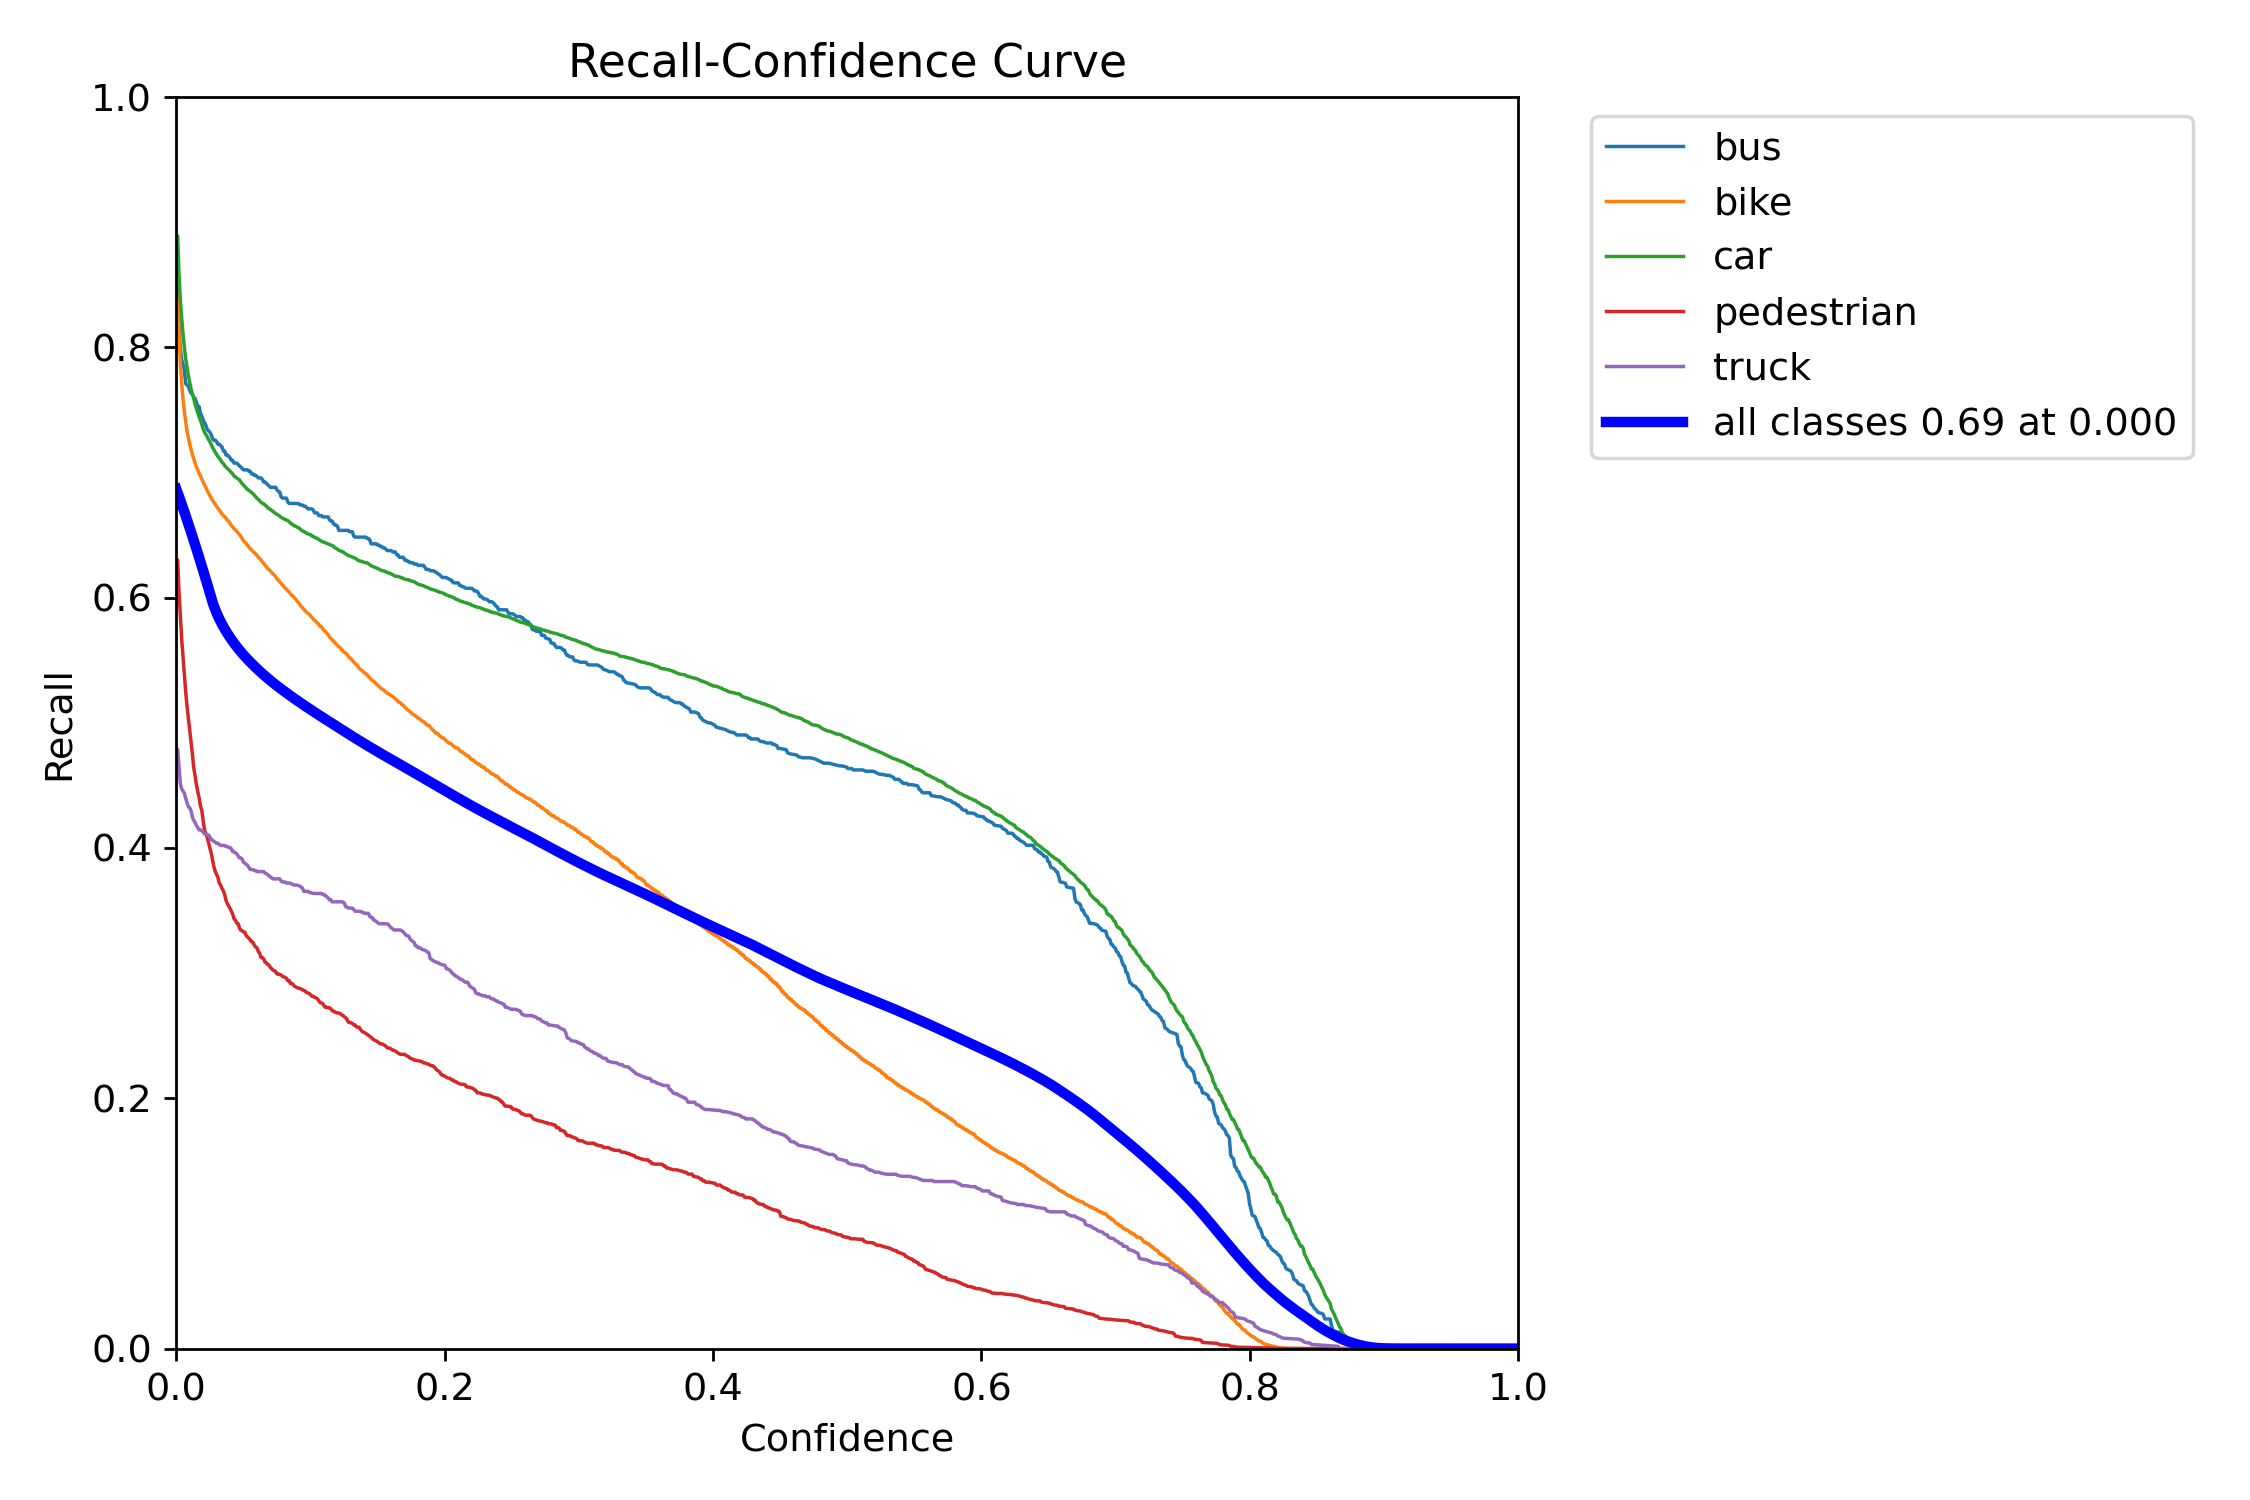 Recall-Confidence Curve
1.0
0.8
0.6
0.4
0.2
0.0
Recall
0.0 0.2 0.4 0.6 0.8 1.0
Confidence
bus
bike
car
pedestrian
truck
all classes 0.69 at 0.000